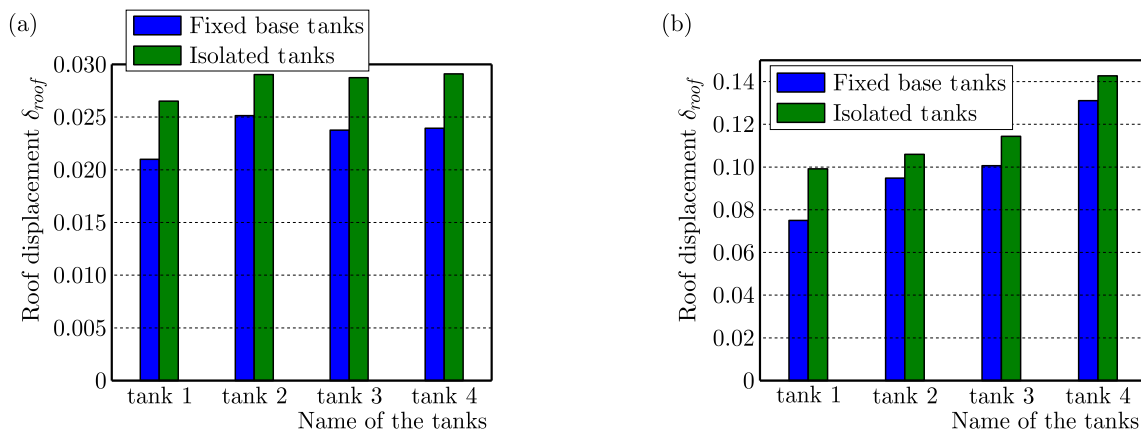 (a)
Fixed base tanks
Isolated tanks
Roof displacement δroof
0.030
0.025
0.020
0.015
0.010
0.005
0
tank 1 tank 2 tank 3 tank 4
Name of the tanks
(b)
Fixed base tanks
Isolated tanks
Roof displacement δroof
0.14
0.12
0.10
0.08
0.06
0.04
0.02
0
tank 1 tank 2 tank 3 tank 4
Name of the tanks